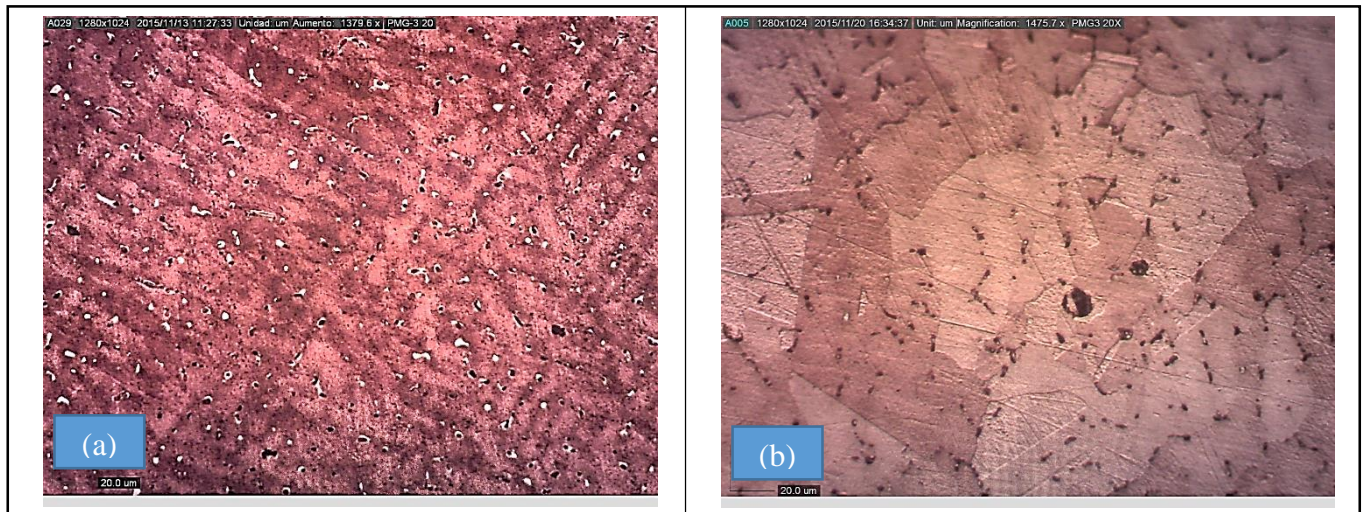 A029 1280x1024 2015/11/13 11:27:33 Unidad: um Aumento: 1379.6 x PMG-3 20
(a)
20.0 um
A005 1280x1024 2015/11/20 16:34:37 Unit: um Magnification: 1475.7 x PMG3 20X
(b)
20.0 um